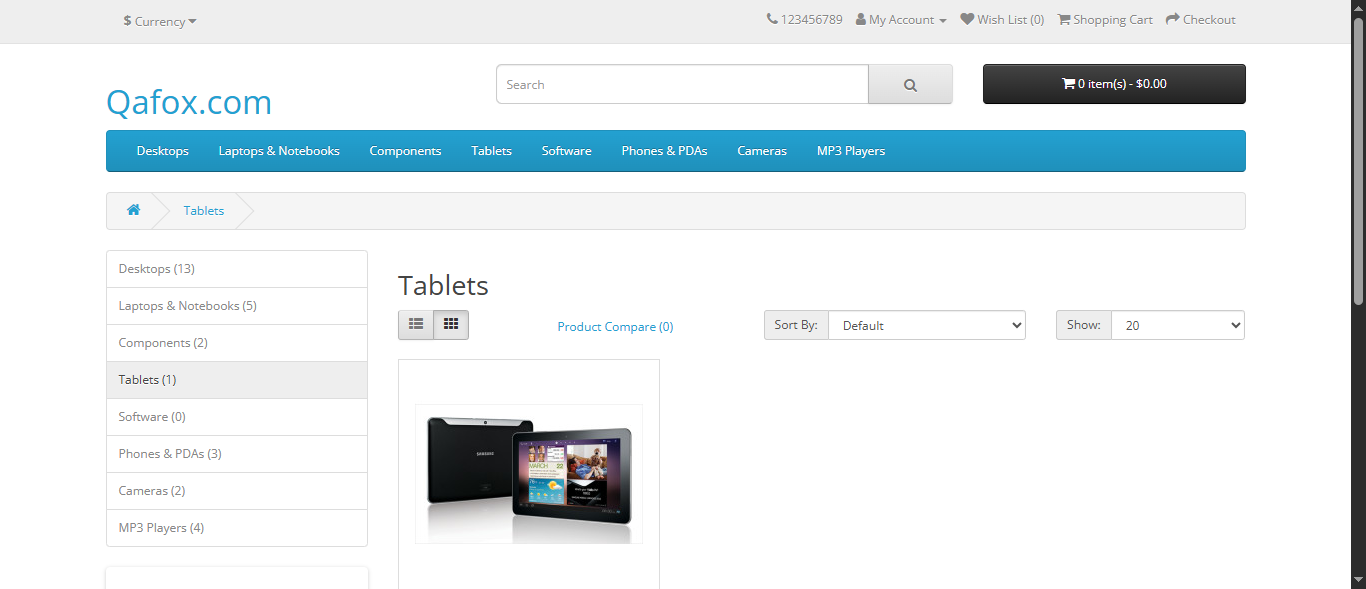 $ Currency
123456789 My Account Wish List (0) Shopping Cart Checkout
Qafox.com
Search
0 item(s) - $0.00
Desktops Laptops & Notebooks Components Tablets Software Phones & PDAs Cameras MP3 Players
Tablets
Desktops (13)
Laptops & Notebooks (5)
Components (2)
Tablets (1)
Software (0)
Phones & PDAs (3)
Cameras (2)
MP3 Players (4)
Tablets
Product Compare (0)
Sort By: Default
Show: 20
SAMSUNG
MARCH 22